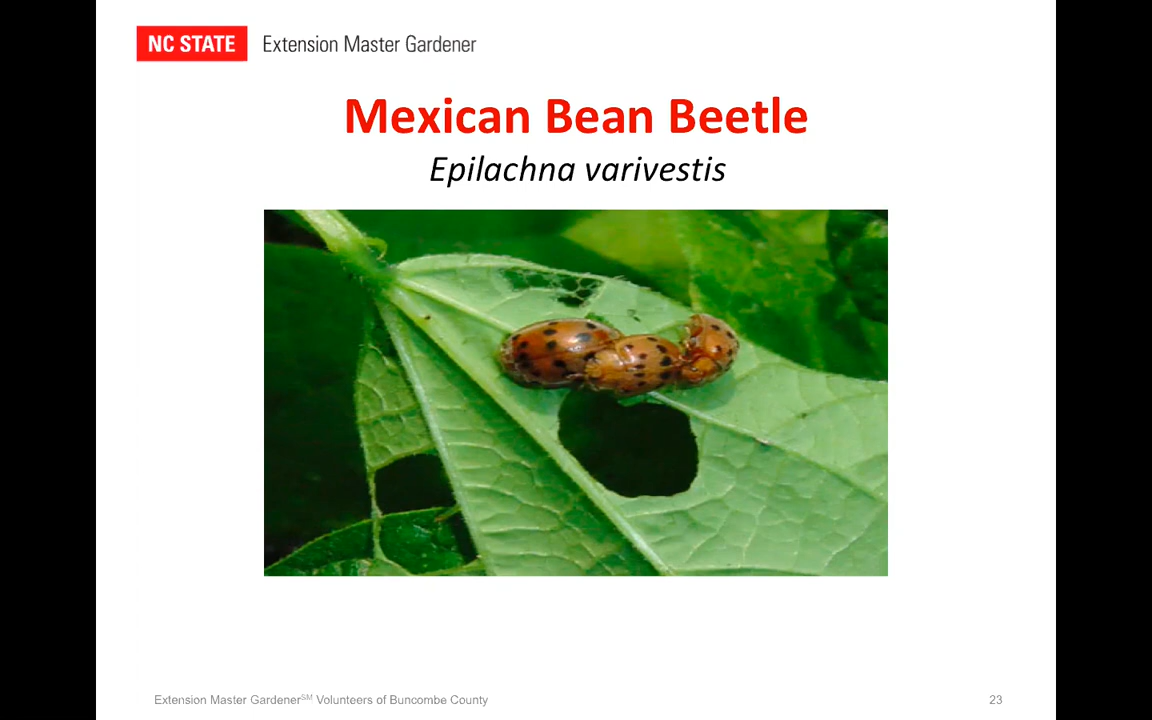 NC STATE Extension Master Gardener
Mexican Bean Beetle
Epilachna varivestis
Extension Master Gardener℠ Volunteers of Buncombe County 23